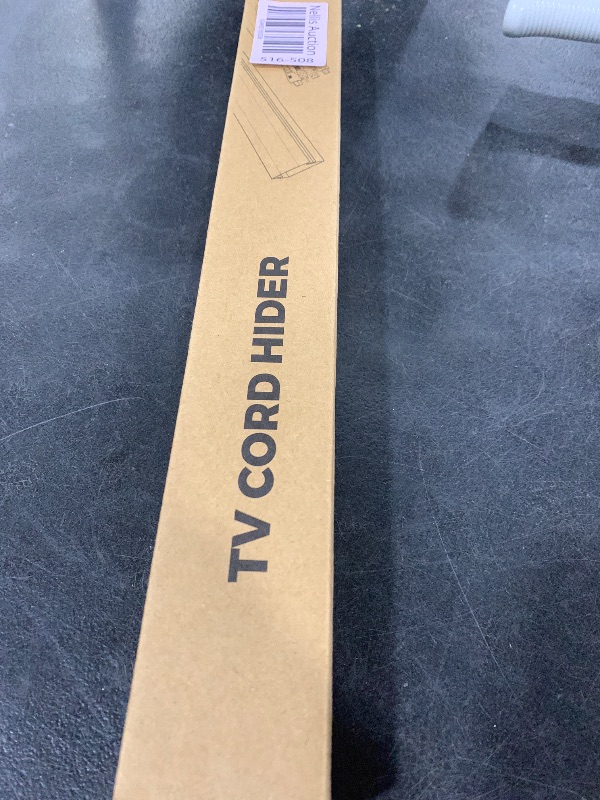 Nellis Auction
516-508
TV CORD HIDER